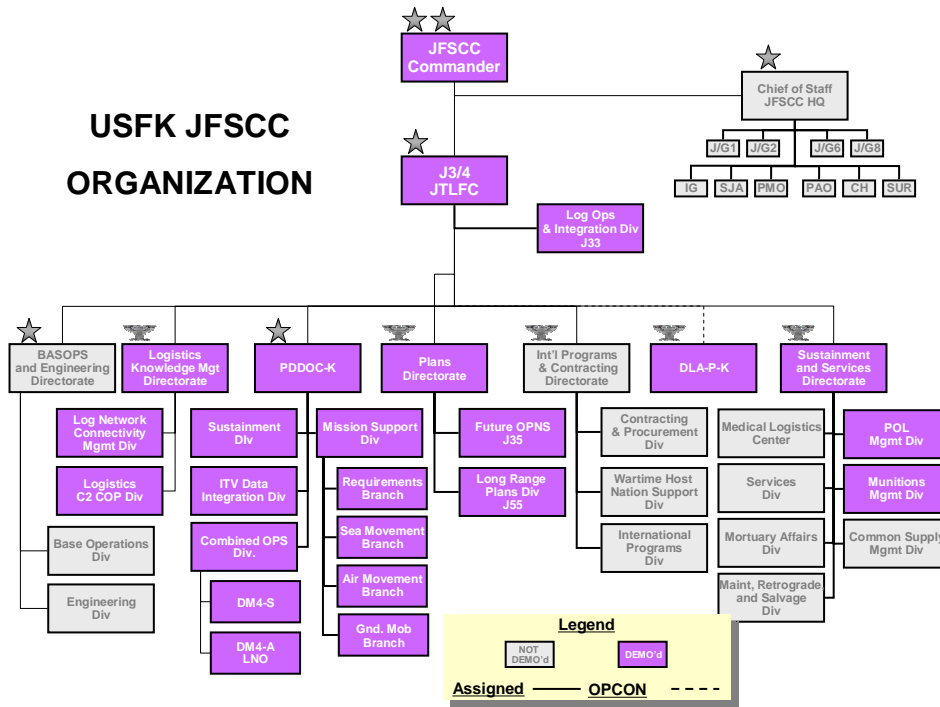 JFSCC
Commander
Chief of Staff
JFSCC HQ
USFK JFSCC
ORGANIZATION
J/G1
J/G2
J/G6
J/G8
IG
SJA
PMO
PAO
CH
SUR
J3/4
JTLFC
Log Ops
& Integration Div
J33
BASOPS
and Engineering
Directorate
Logistics
Knowledge Mgt
Directorate
PDDOC-K
Plans
Directorate
Int'l Programs
& Contracting
Directorate
DLA-P-K
Sustainment
and Services
Directorate
Log Network
Connectivity
Mgmt Div
Logistics
C2 COP Div
Base Operations
Div
Engineering
Div
Sustainment
DIv
ITV Data
Integration Div
Combined OPS
Div.
DM4-S
DM4-A
LNO
Mission Support
Div
Requirements
Branch
Sea Movement
Branch
Air Movement
Branch
Gnd. Mob
Branch
Future OPNS
J35
Long Range
Plans Div
J55
Contracting
& Procurement
Div
Wartime Host
Nation Support
Div
International
Programs
Div
Medical Logistics
Center
Services
Div
Mortuary Affairs
Div
Maint, Retrograde,
and Salvage
Div
POL
Mgmt Div
Munitions
Mgmt Div
Common Supply
Mgmt Div
Legend
NOT
DEMO'd
DEMO'd
Assigned
OPCON